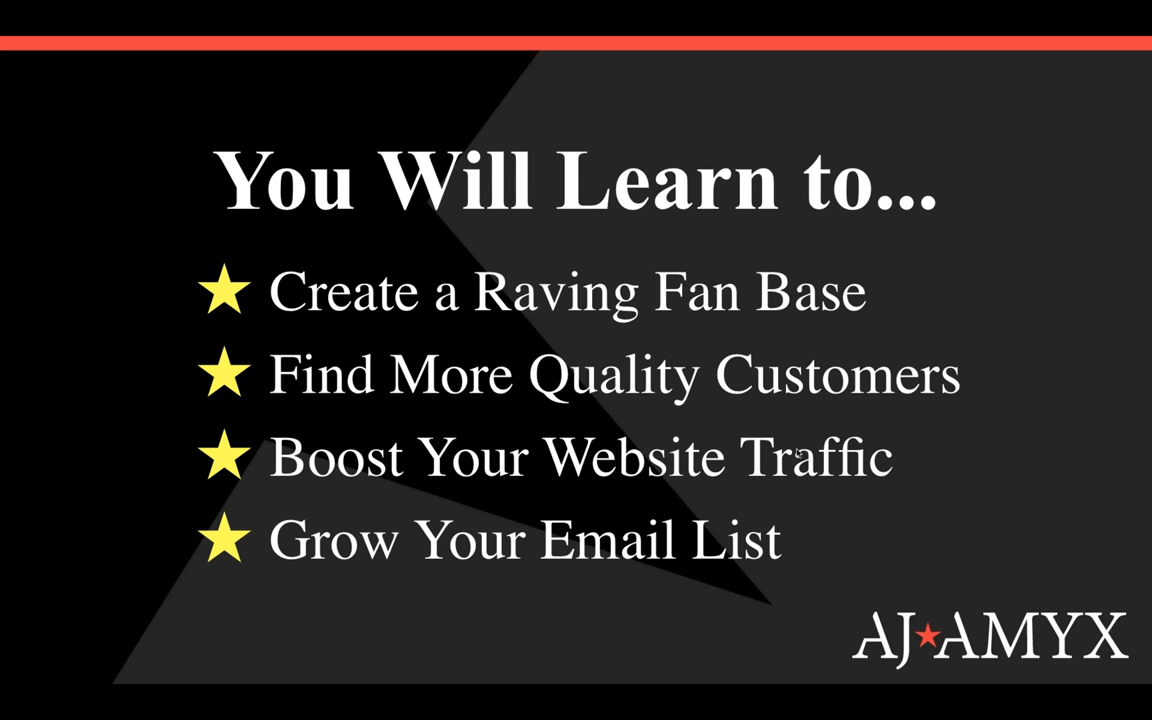 You Will Learn to...
Create a Raving Fan Base
Find More Quality Customers
Boost Your Website Traffic
Grow Your Email List
AJ★AMYX